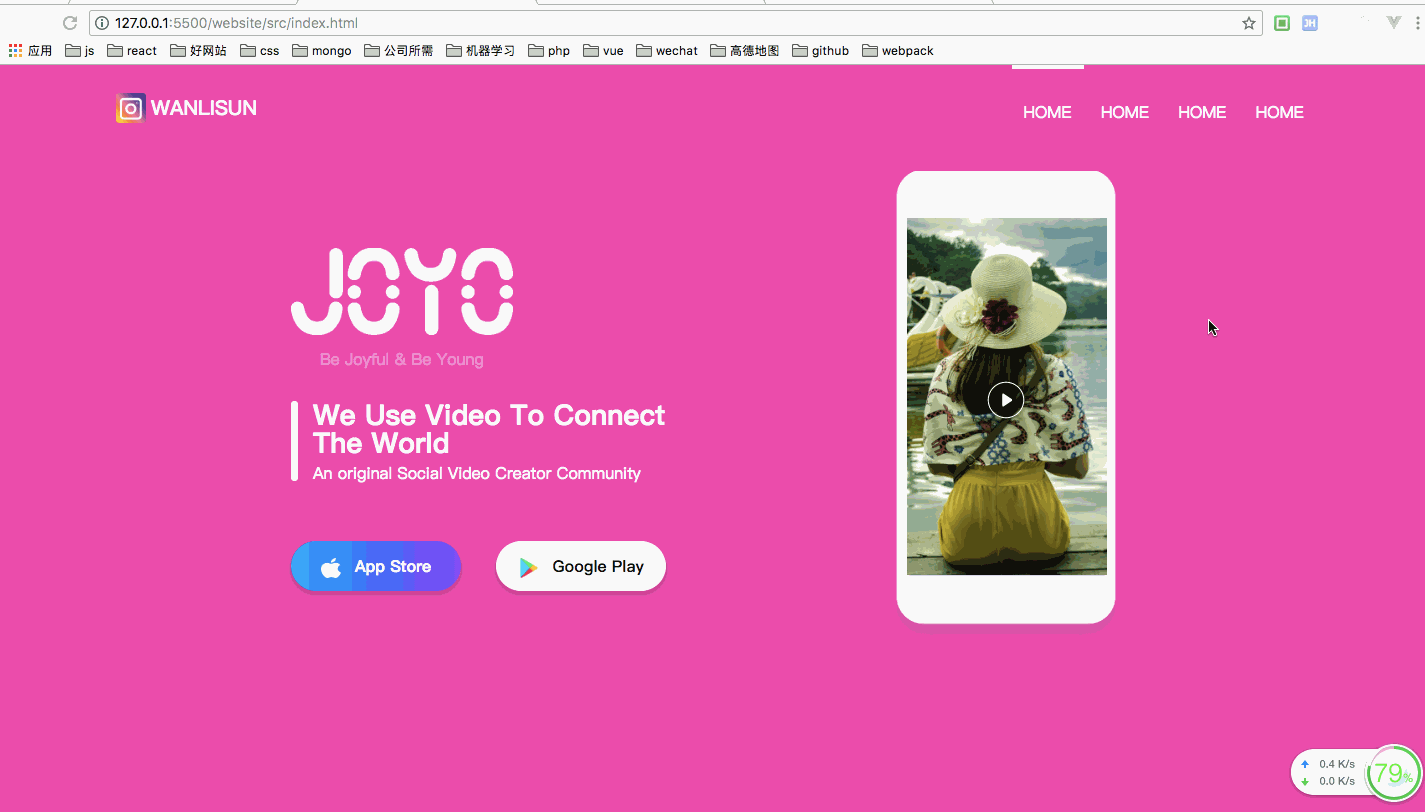 127.0.0.1:5500/website/src/index.html
JH
应用 js react 好网站 css mongo 公司所需 机器学习 php vue wechat 高德地图 github webpack
WANLISUN
HOME HOME HOME HOME
JOYO
Be Joyful & Be Young
We Use Video To Connect
The World
An original Social Video Creator Community
App Store
Google Play
0.4 K/s
0.0 K/s
79%